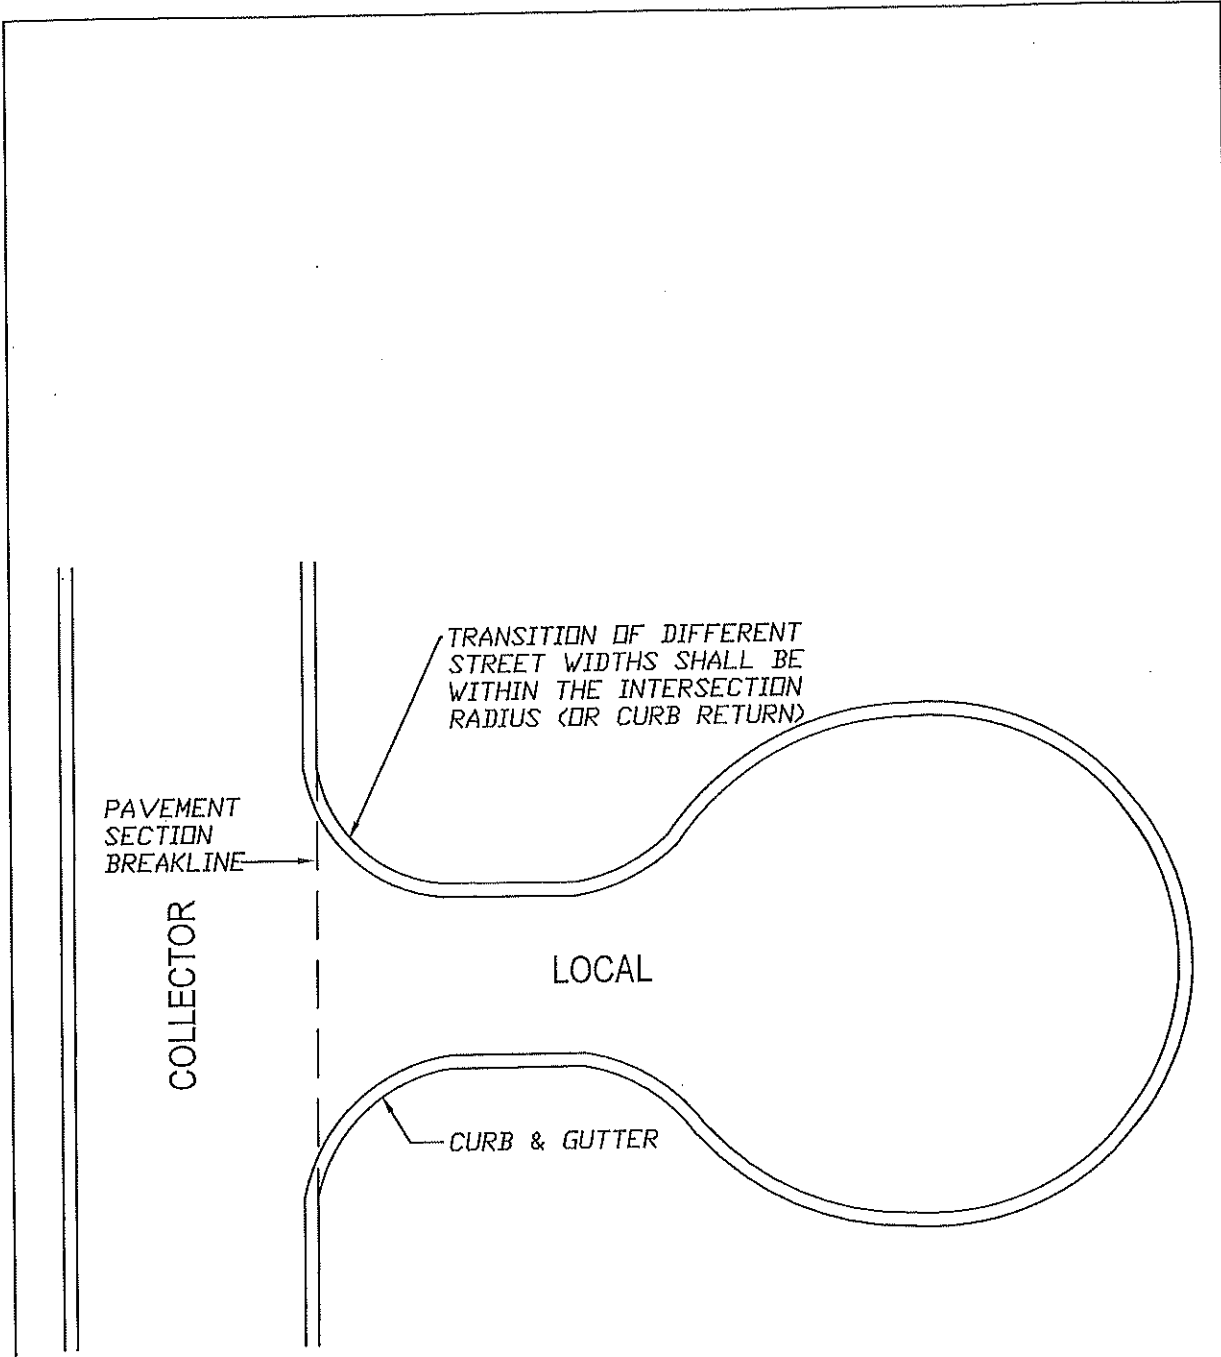 TRANSITION OF DIFFERENT
STREET WIDTHS SHALL BE
WITHIN THE INTERSECTION
RADIUS (OR CURB RETURN)
PAVEMENT
SECTION
BREAKLINE
COLLECTOR
LOCAL
CURB & GUTTER